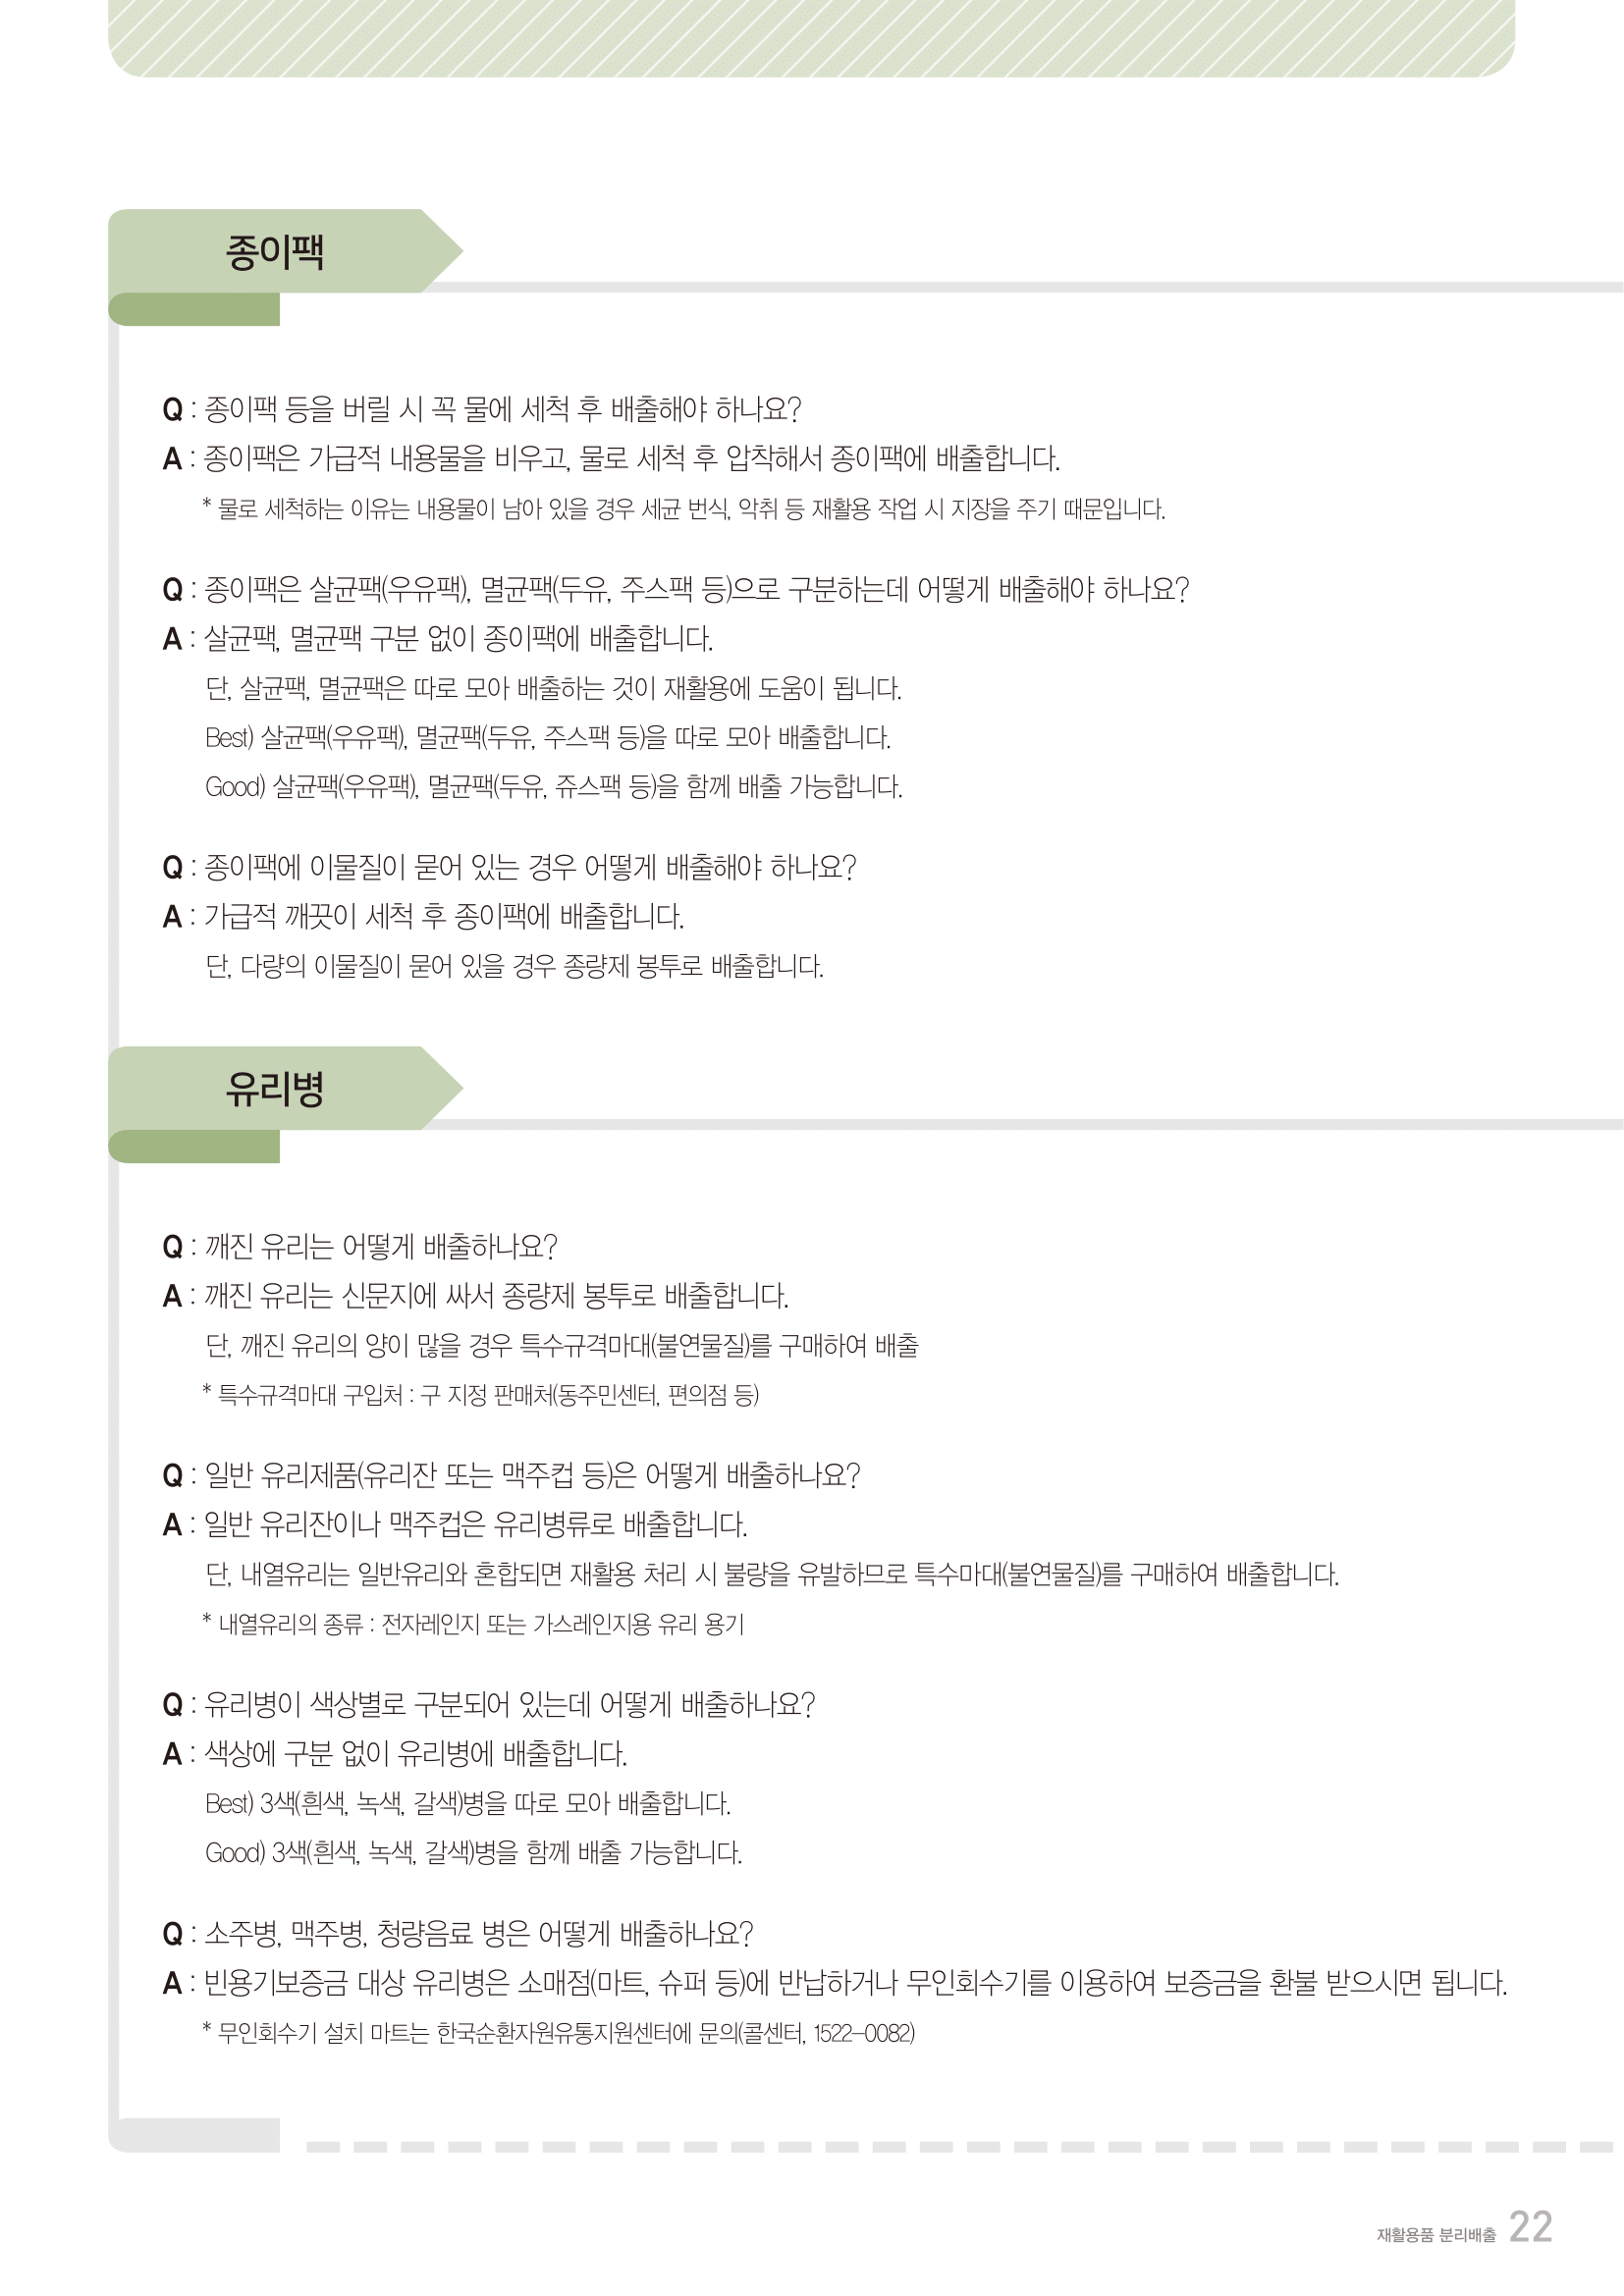 종이팩
Q : 종이팩 등을 버릴 시 꼭 물에 세척 후 배출해야 하나요?
A : 종이팩은 가급적 내용물을 비우고, 물로 세척 후 압착해서 종이팩에 배출합니다.
* 물로 세척하는 이유는 내용물이 남아 있을 경우 세균 번식, 악취 등 재활용 작업 시 지장을 주기 때문입니다.
Q : 종이팩은 살균팩(우유팩), 멸균팩(두유, 주스팩 등)으로 구분하는데 어떻게 배출해야 하나요?
A : 살균팩, 멸균팩 구분 없이 종이팩에 배출합니다.
단, 살균팩, 멸균팩은 따로 모아 배출하는 것이 재활용에 도움이 됩니다.
Best) 살균팩(우유팩), 멸균팩(두유, 주스팩 등)을 따로 모아 배출합니다.
Good) 살균팩(우유팩), 멸균팩(두유, 쥬스팩 등)을 함께 배출 가능합니다.
Q : 종이팩에 이물질이 묻어 있는 경우 어떻게 배출해야 하나요?
A : 가급적 깨끗이 세척 후 종이팩에 배출합니다.
단, 다량의 이물질이 묻어 있을 경우 종량제 봉투로 배출합니다.
유리병
Q : 깨진 유리는 어떻게 배출하나요?
A : 깨진 유리는 신문지에 싸서 종량제 봉투로 배출합니다.
단, 깨진 유리의 양이 많을 경우 특수규격마대(불연물질)를 구매하여 배출
* 특수규격마대 구입처 : 구 지정 판매처(동주민센터, 편의점 등)
Q : 일반 유리제품(유리잔 또는 맥주컵 등)은 어떻게 배출하나요?
A : 일반 유리잔이나 맥주컵은 유리병류로 배출합니다.
단, 내열유리는 일반유리와 혼합되면 재활용 처리 시 불량을 유발하므로 특수마대(불연물질)를 구매하여 배출합니다.
* 내열유리의 종류 : 전자레인지 또는 가스레인지용 유리 용기
Q : 유리병이 색상별로 구분되어 있는데 어떻게 배출하나요?
A : 색상에 구분 없이 유리병에 배출합니다.
Best) 3색(흰색, 녹색, 갈색)병을 따로 모아 배출합니다.
Good) 3색(흰색, 녹색, 갈색)병을 함께 배출 가능합니다.
Q : 소주병, 맥주병, 청량음료 병은 어떻게 배출하나요?
A : 빈용기보증금 대상 유리병은 소매점(마트, 슈퍼 등)에 반납하거나 무인회수기를 이용하여 보증금을 환불 받으시면 됩니다.
* 무인회수기 설치 마트는 한국순환자원유통지원센터에 문의(콜센터, 1522-0082)
재활용품 분리배출 22